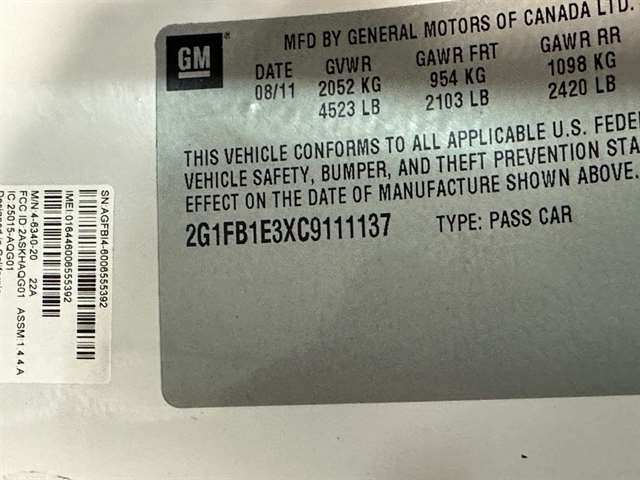 GM
MFD BY GENERAL MOTORS OF CANADA LTD.
DATE GVWR GAWR FRT GAWR RR
08/11 2052 KG 954 KG 1098 KG
4523 LB 2103 LB 2420 LB
THIS VEHICLE CONFORMS TO ALL APPLICABLE U.S. FEDE
VEHICLE SAFETY, BUMPER, AND THEFT PREVENTION STA
EFFECT ON THE DATE OF MANUFACTURE SHOWN ABOVE.
2G1FB1E3XC9111137 TYPE: PASS CAR
SN AGFBI4-6006555392
IMEI 016446006555392
M/N 4-6340-20 22A
FCC ID 2ASKHAQG01 ASSM:1.4.4.A
IC:25015-AQG01